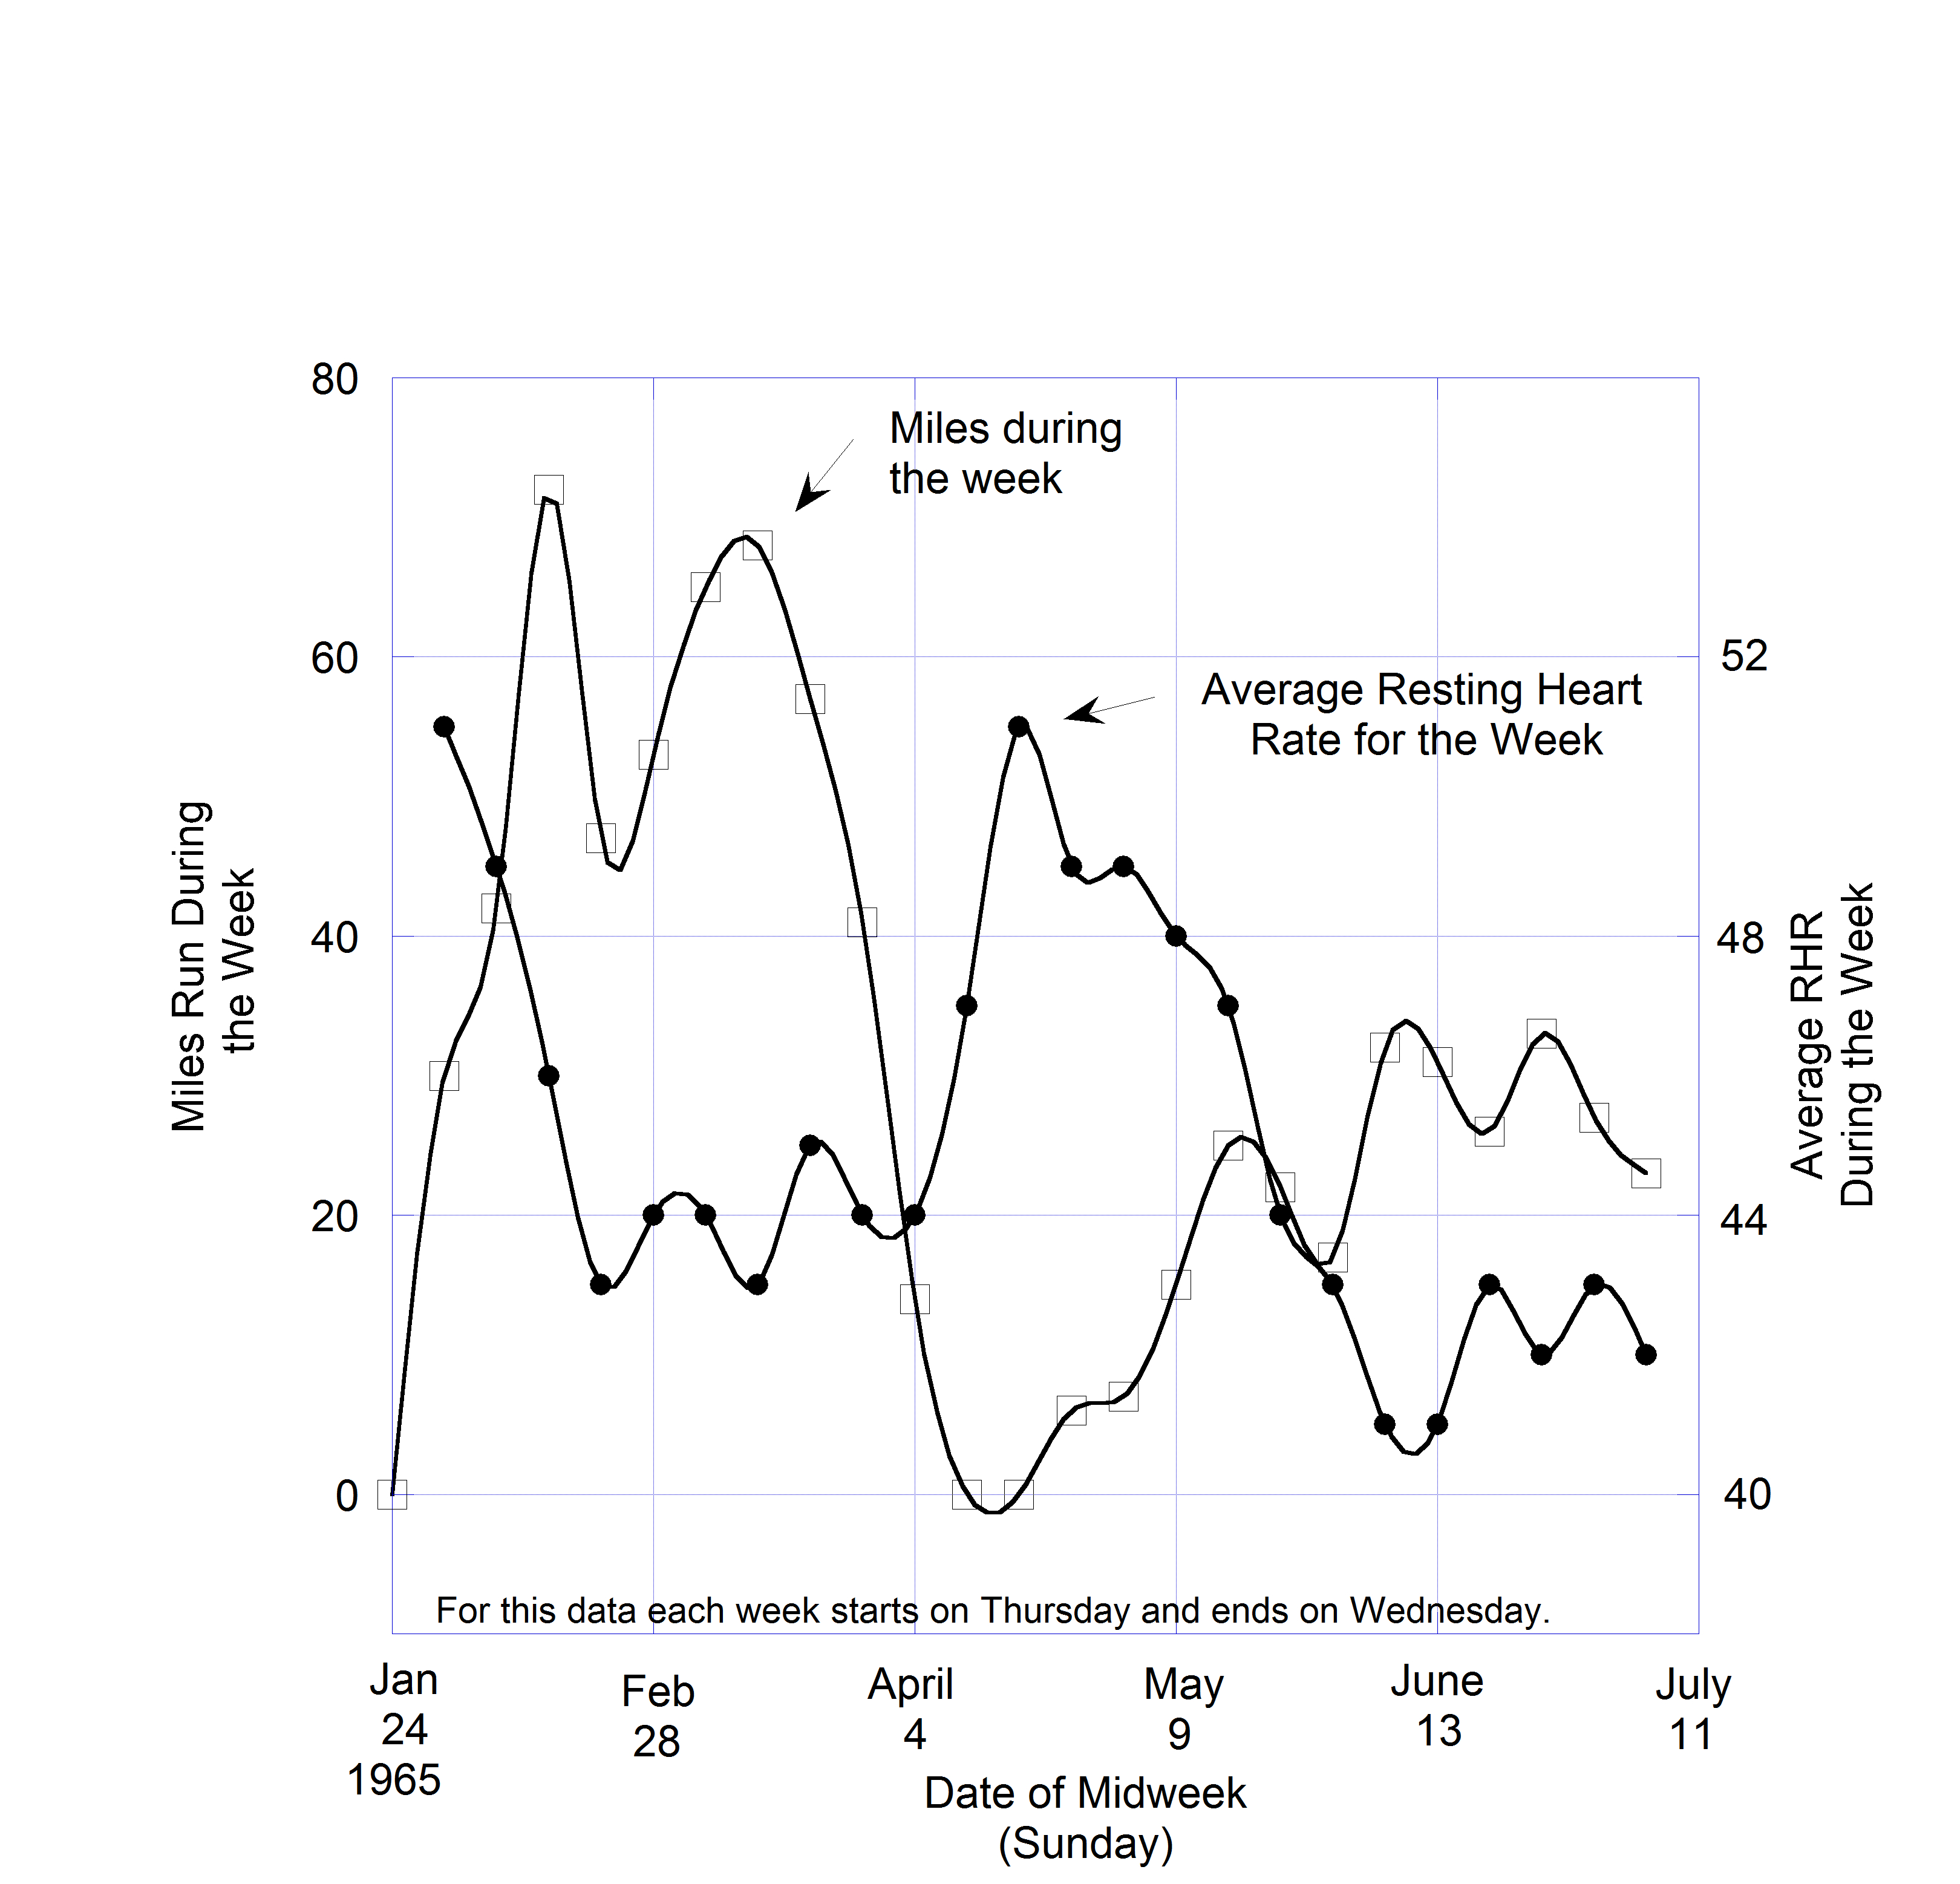 80
60
40
20
0
Miles Run During
the Week
Miles during
the week
Average Resting Heart
Rate for the Week
52
48
44
40
Average RHR
During the Week
For this data each week starts on Thursday and ends on Wednesday.
Jan
24
1965
Feb
28
April
4
May
9
June
13
July
11
Date of Midweek
(Sunday)